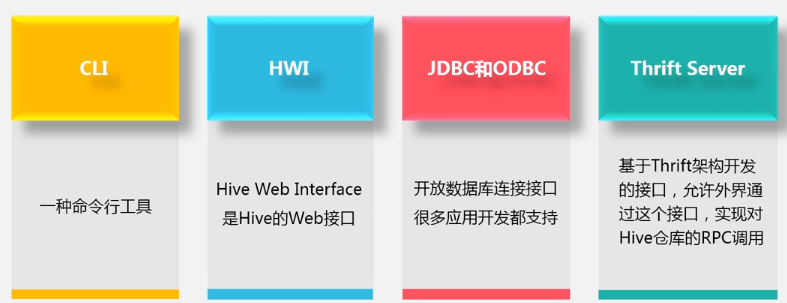 CLI
一种命令行工具
HWI
Hive Web Interface
是Hive的Web接口
JDBC和ODBC
开放数据库连接接口
很多应用开发都支持
Thrift Server
基于Thrift架构开发
的接口，允许外界通
过这个接口，实现对
Hive仓库的RPC调用